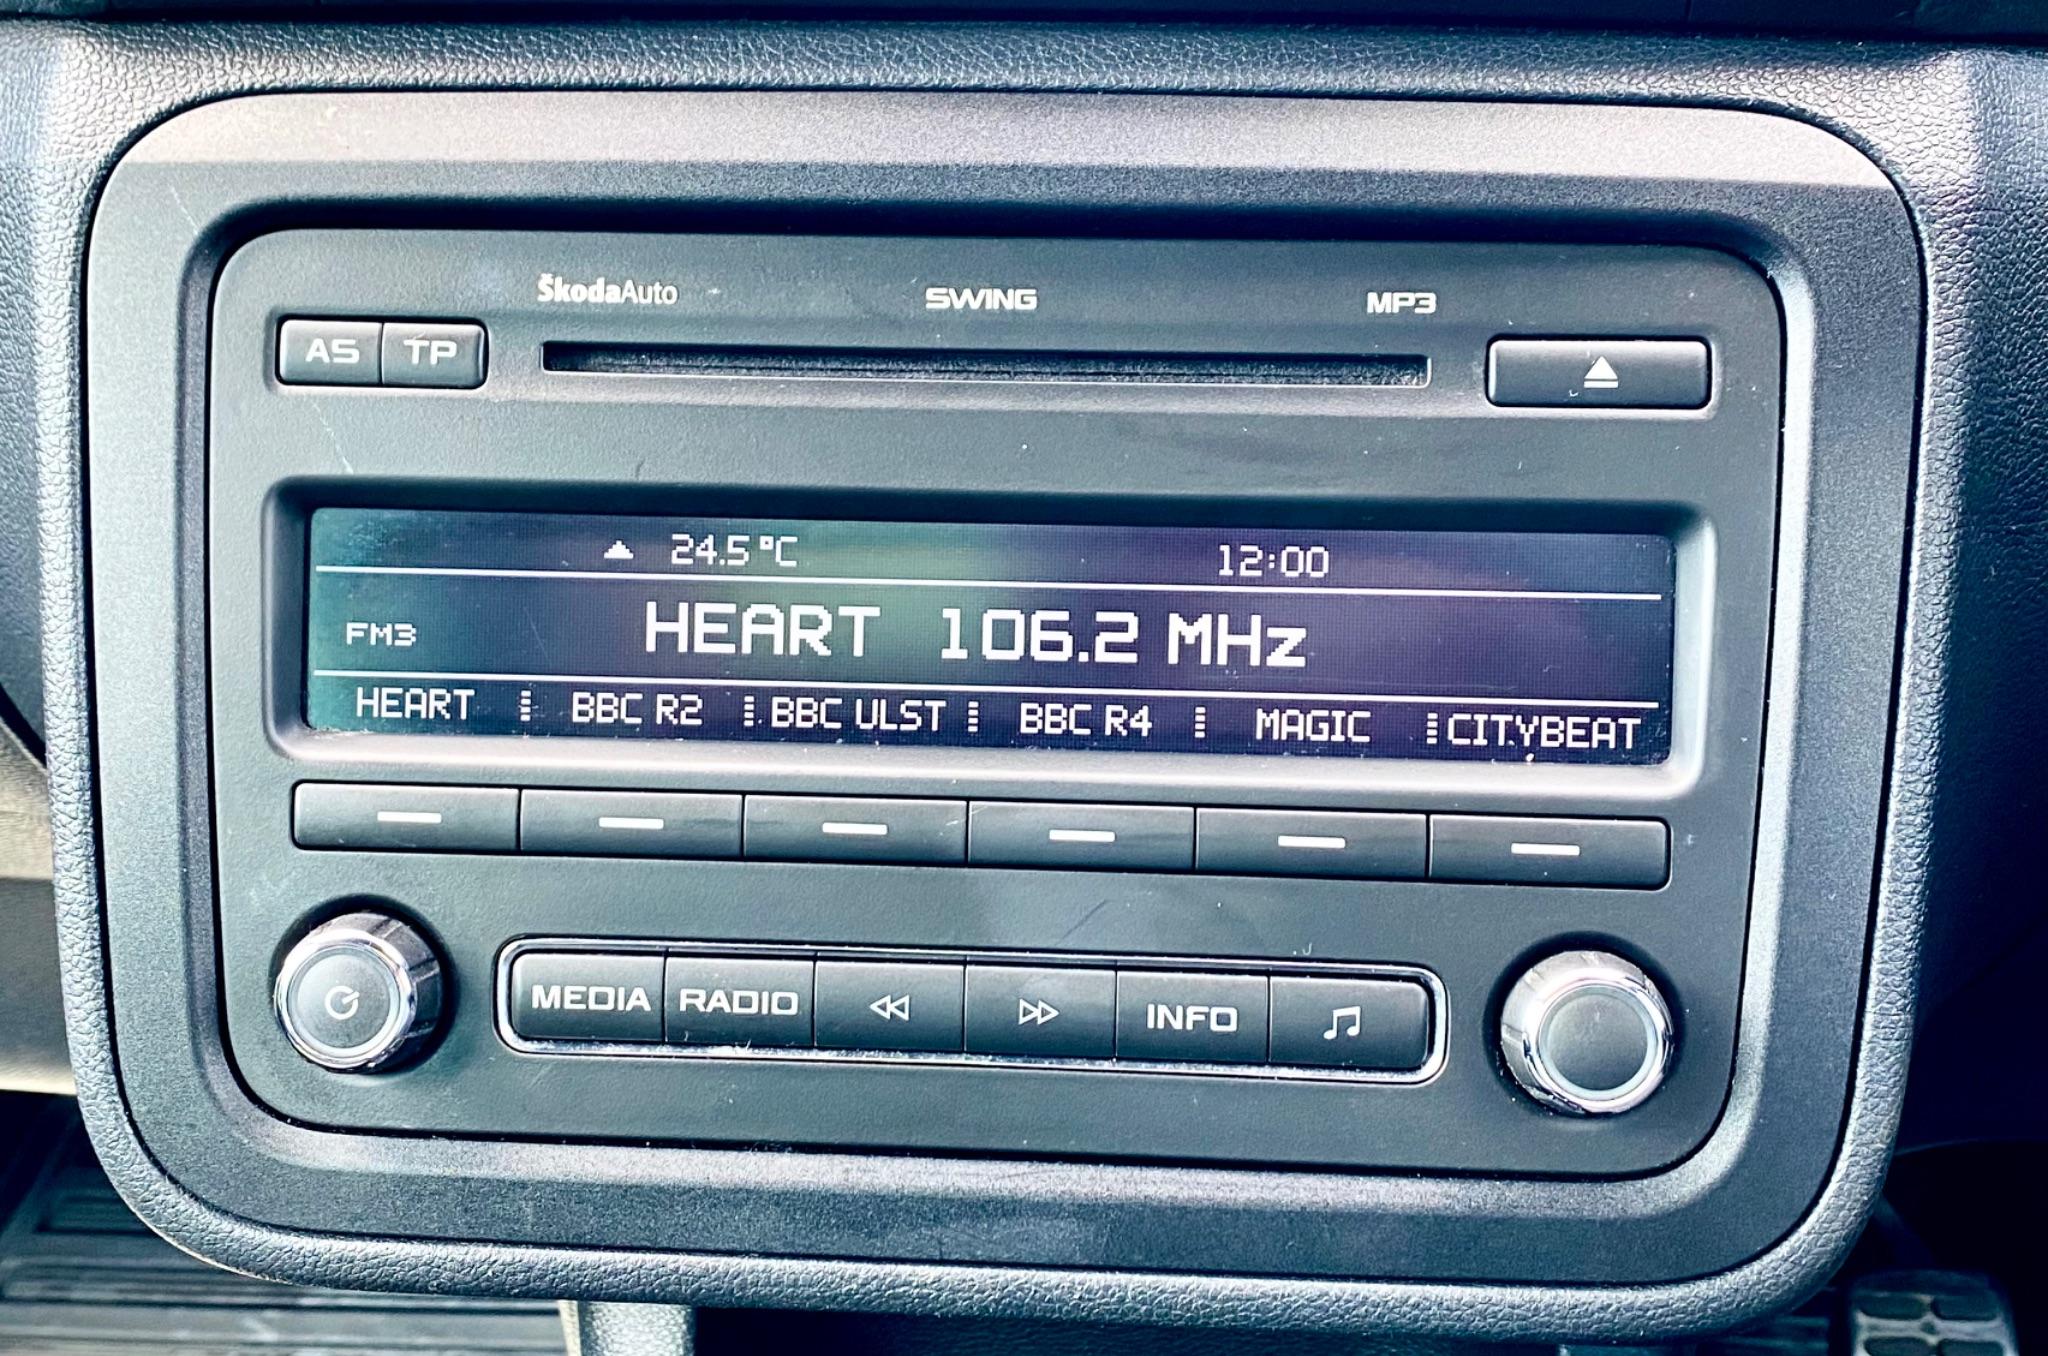 ŠkodaAuto SWING MP3
AS TP
24.5°C 12:00
FM3 HEART 106.2 MHz
HEART BBC R2 BBC ULST BBC R4 MAGIC CITYBEAT
MEDIA RADIO INFO